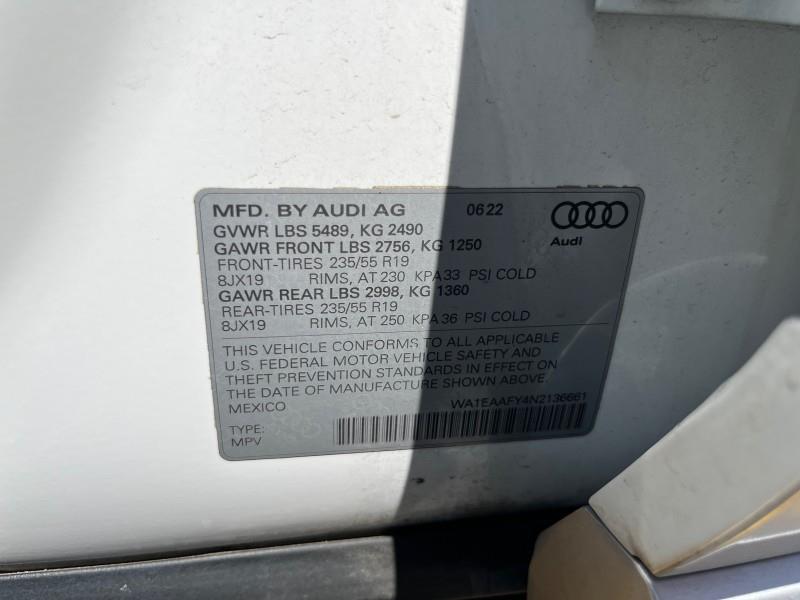 MFD. BY AUDI AG 0622
Audi
GVWR LBS 5489, KG 2490
GAWR FRONT LBS 2756, KG 1250
FRONT-TIRES 235/55 R19
8JX19 RIMS, AT 230 KPA33 PSI COLD
GAWR REAR LBS 2998, KG 1360
REAR-TIRES 235/55 R19
8JX19 RIMS, AT 250 KPA36 PSI COLD
THIS VEHICLE CONFORMS TO ALL APPLICABLE
U.S. FEDERAL MOTOR VEHICLE SAFETY AND
THEFT PREVENTION STANDARDS IN EFFECT ON
THE DATE OF MANUFACTURE SHOWN ABOVE.
MEXICO WA1EAAFY4N2136661
TYPE:
MPV